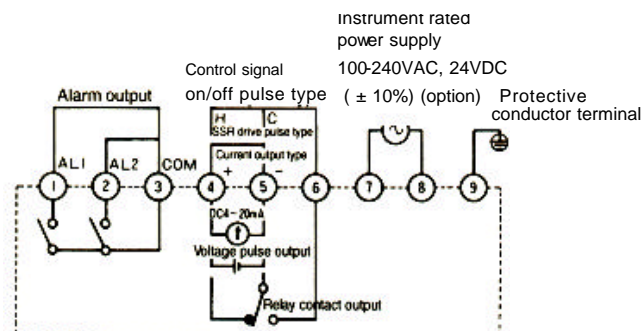 Instrument rated
power supply
Control signal
100-240VAC, 24VDC
on/off pulse type
( ± 10%) (option)
Protective
conductor terminal
Alarm output
H
C
SSR drive pulse type
Current output type
AL1
AL2
COM
+
−
1
2
3
4
5
6
7
8
9
DC4~20mA
Voltage pulse output
Relay contact output